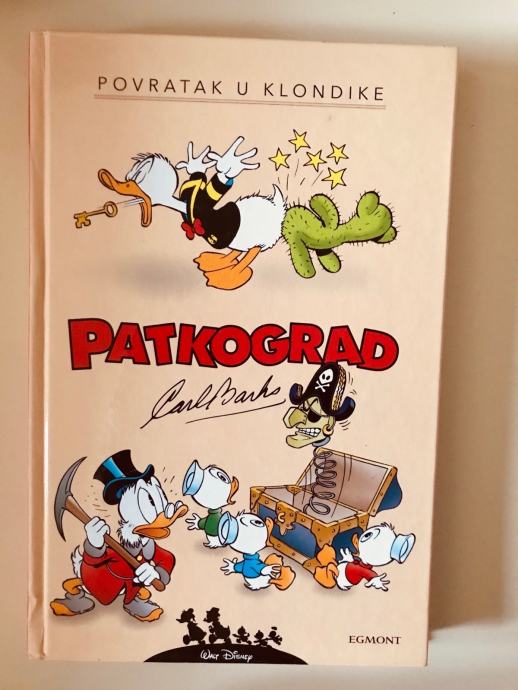 POVRATAK U KLONDIKE
PATKOGRAD
Carl Barks
EGMONT
WALT DISNEY